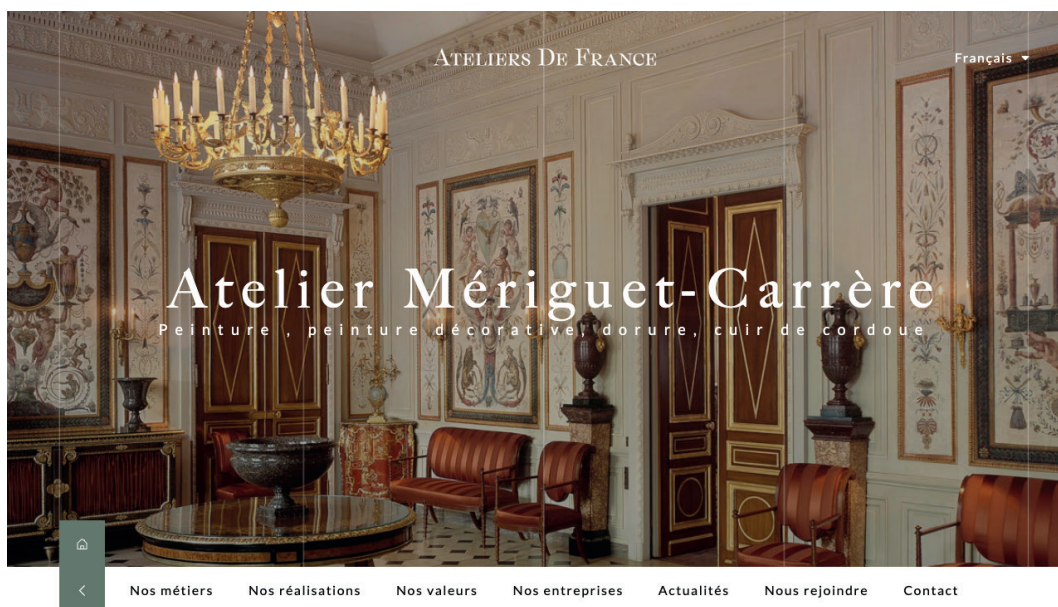 Ateliers De France
Français
Atelier Mériguet-Carrère
Peinture , peinture décorative, dorure, cuir de cordoue
Nos métiers Nos réalisations Nos valeurs Nos entreprises Actualités Nous rejoindre Contact